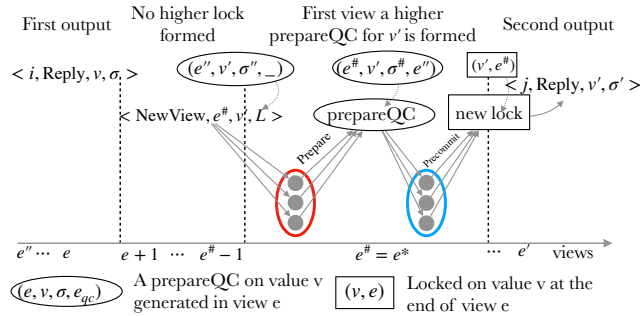 First output
No higher lock formed
First view a higher prepareQC for v′ is formed
Second output
< i, Reply, v, σ >
(e″, v′, σ″, _)
(e#, v′, σ#, e″)
(v′, e#)
< j, Reply, v′, σ′ >
< NewView, e#, v′, L >
prepareQC
new lock
Prepare
Precommit
e″ ··· e
e + 1 ··· e# − 1
e# = e*
··· e′
views
(e, v, σ, e_qc)
A prepareQC on value v generated in view e
(v, e)
Locked on value v at the end of view e